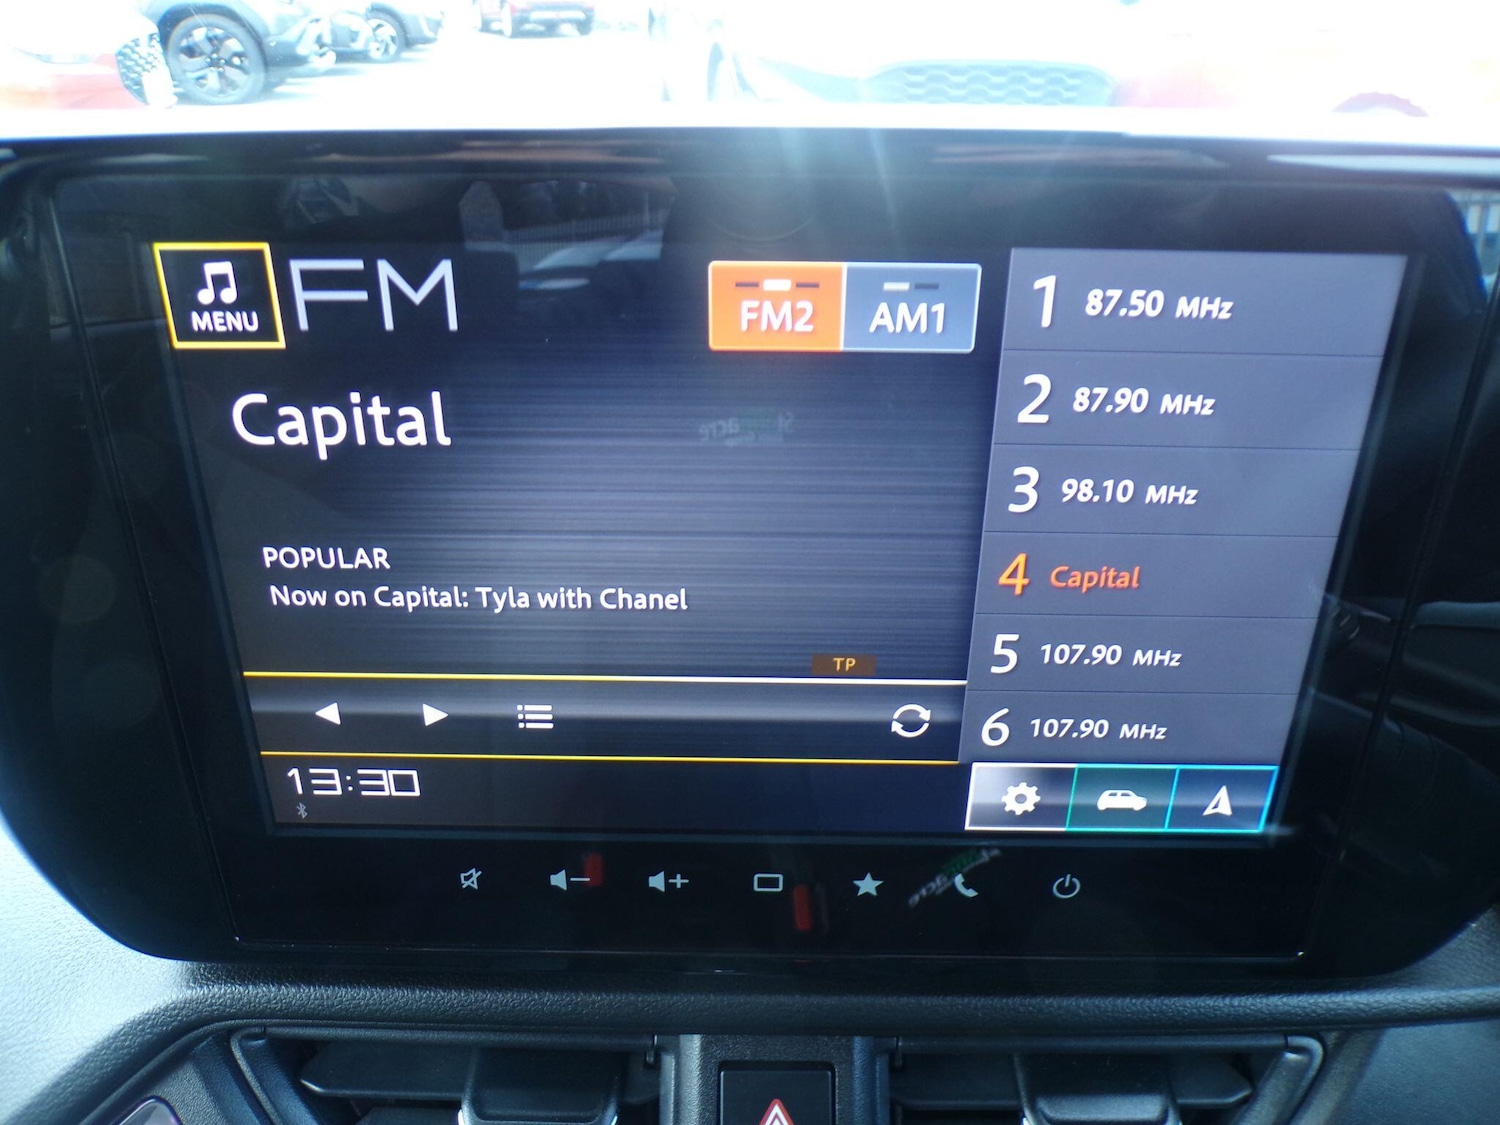 MENU
FM
FM2
AM1
Capital
POPULAR
Now on Capital: Tyla with Chanel
TP
13:30
1 87.50 MHz
2 87.90 MHz
3 98.10 MHz
4 Capital
5 107.90 MHz
6 107.90 MHz